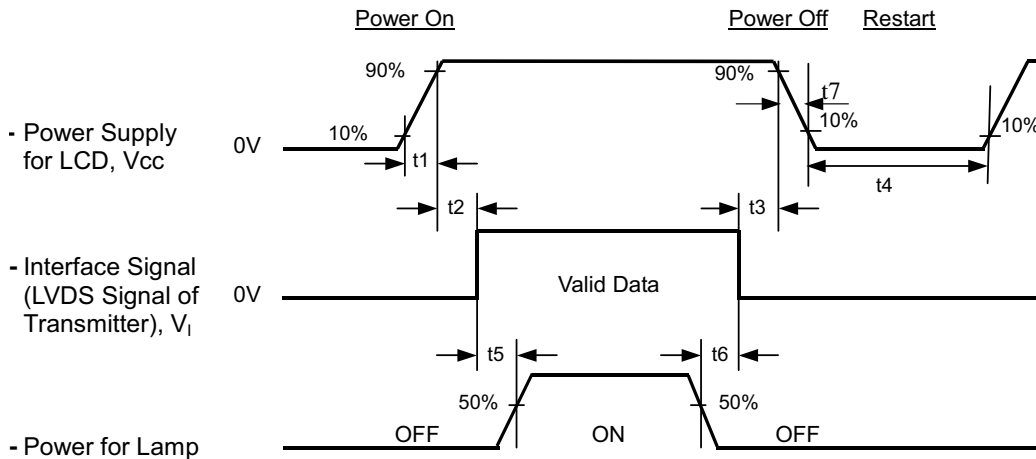 Power On
Power Off
Restart
90%
90%
t7
10%
10%
10%
- Power Supply
for LCD, Vcc
0V
t1
t4
t2
t3
- Interface Signal
(LVDS Signal of
Transmitter), VI
0V
Valid Data
t5
t6
50%
50%
- Power for Lamp
OFF
ON
OFF